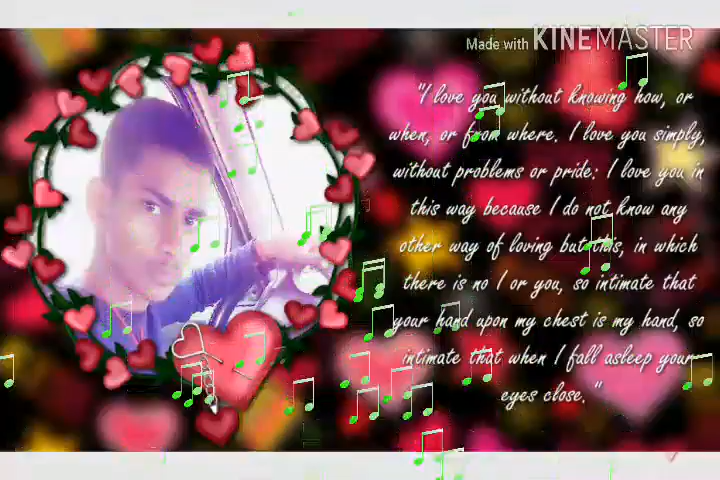 Made with KINEMASTER
"I love you without knowing how, or
when, or from where. I love you simply,
without problems or pride: I love you in
this way because I do not know any
other way of loving but this, in which
there is no I or you, so intimate that
your hand upon my chest is my hand, so
intimate that when I fall asleep your
eyes close."